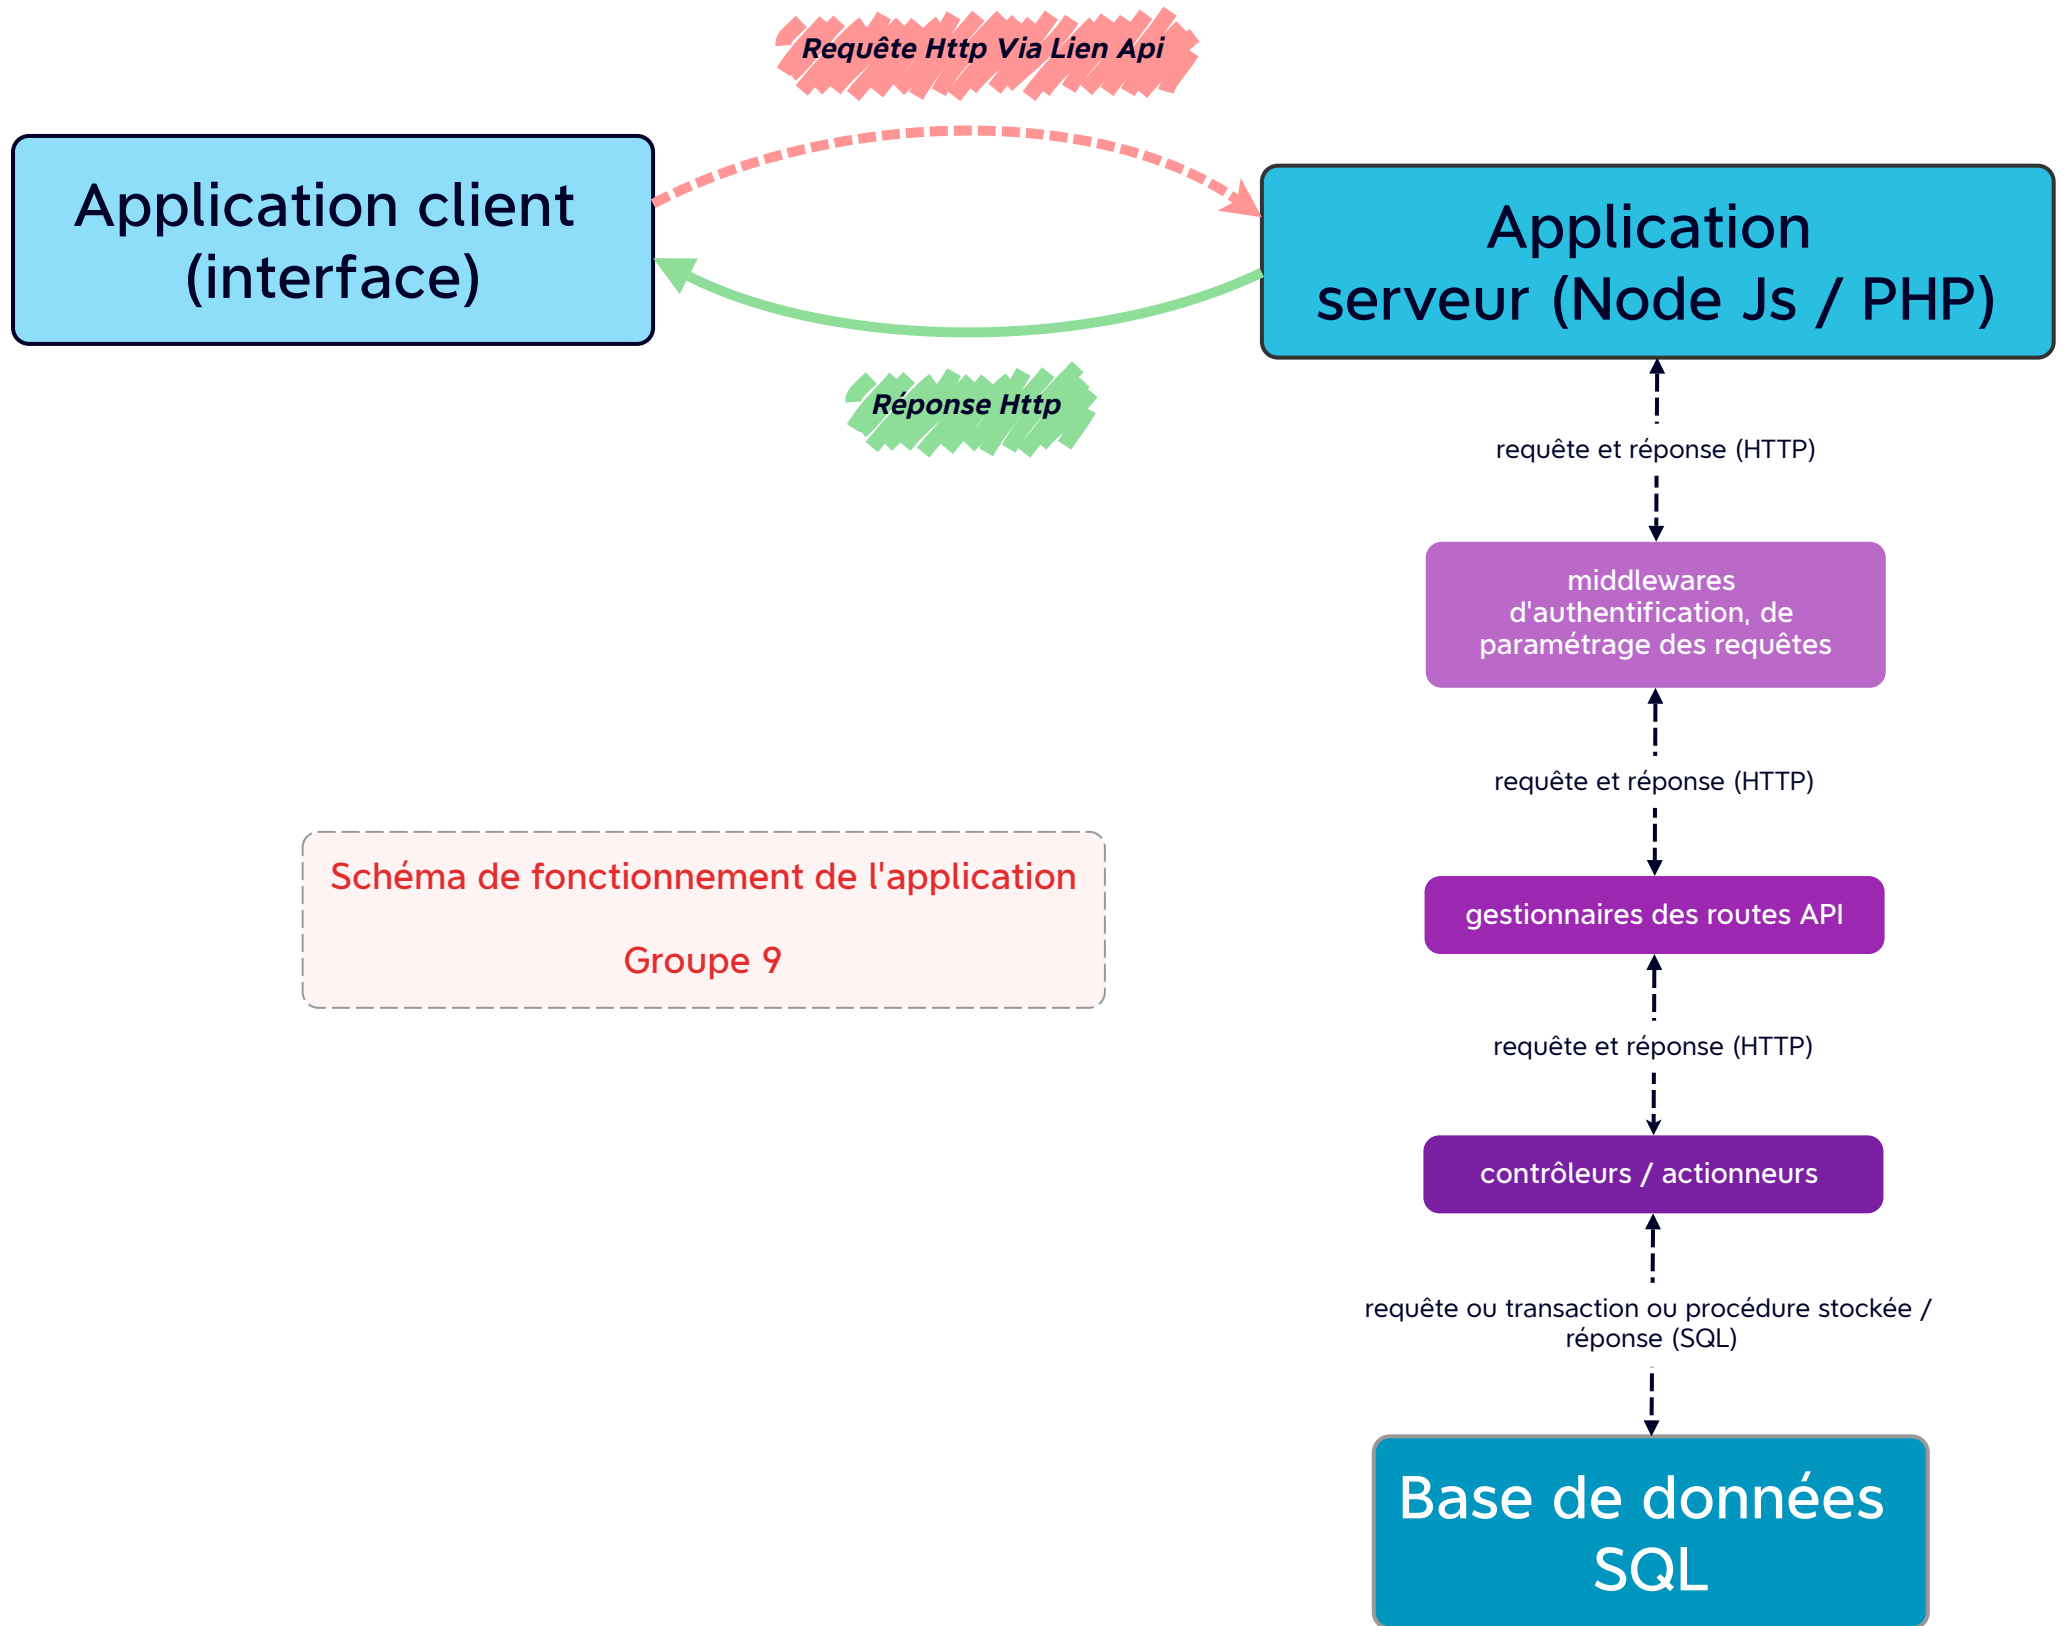 Requête Http Via Lien Api
Application client
(interface)
Application
serveur (Node Js / PHP)
Réponse Http
requête et réponse (HTTP)
middlewares
d'authentification, de
paramétrage des requêtes
requête et réponse (HTTP)
Schéma de fonctionnement de l'application
Groupe 9
gestionnaires des routes API
requête et réponse (HTTP)
contrôleurs / actionneurs
requête ou transaction ou procédure stockée /
réponse (SQL)
Base de données
SQL